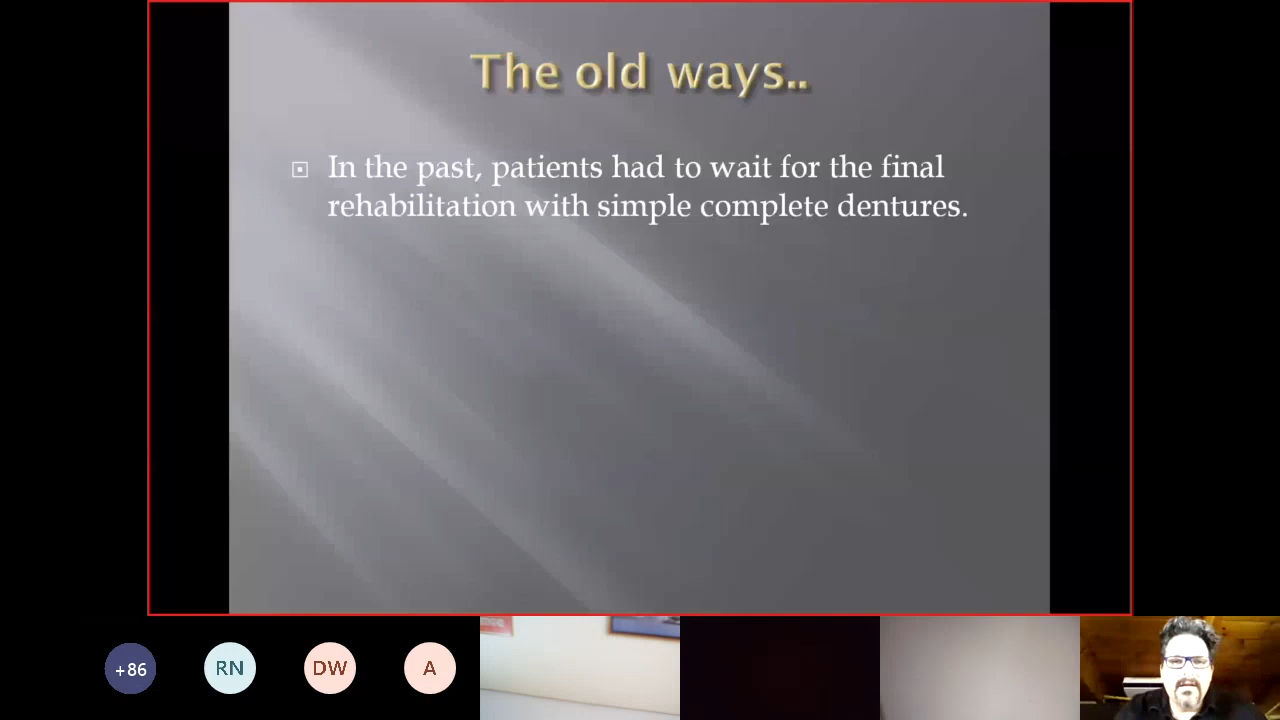 The old ways..
In the past, patients had to wait for the final
rehabilitation with simple complete dentures.
+86
RN
DW
A